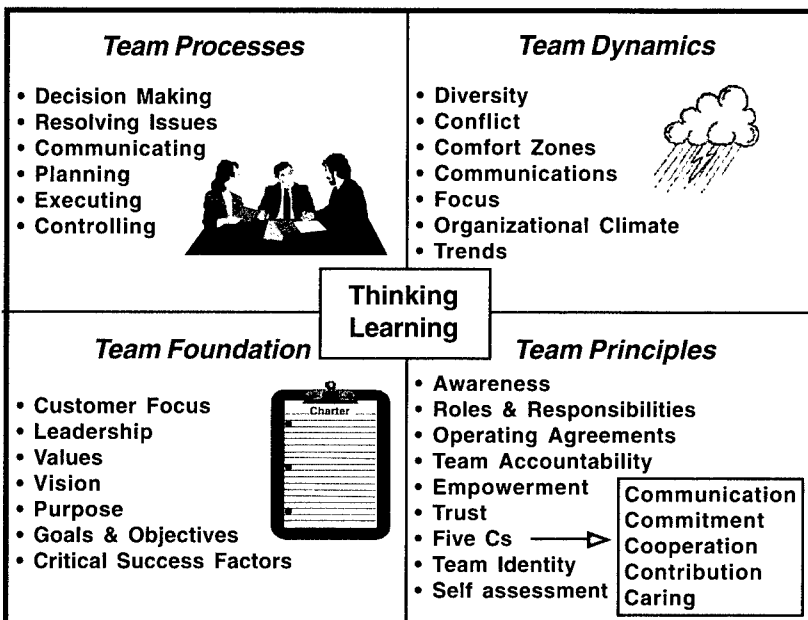 Team Processes
• Decision Making
• Resolving Issues
• Communicating
• Planning
• Executing
• Controlling
Team Dynamics
• Diversity
• Conflict
• Comfort Zones
• Communications
• Focus
• Organizational Climate
• Trends
Thinking
Learning
Team Foundation
• Customer Focus
• Leadership
• Values
• Vision
• Purpose
• Goals & Objectives
• Critical Success Factors
Charter
Team Principles
• Awareness
• Roles & Responsibilities
• Operating Agreements
• Team Accountability
• Empowerment
• Trust
• Five Cs
• Team Identity
• Self assessment
Communication
Commitment
Cooperation
Contribution
Caring